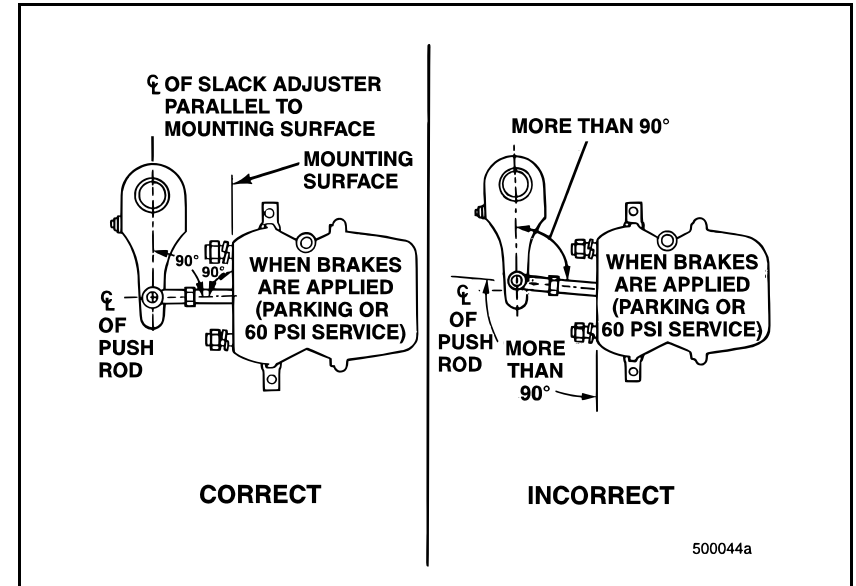 ℄ OF SLACK ADJUSTER
PARALLEL TO
MOUNTING SURFACE
MOUNTING
SURFACE
90°
90°
WHEN BRAKES
ARE APPLIED
(PARKING OR
60 PSI SERVICE)
℄
OF
PUSH
ROD
CORRECT
MORE THAN 90°
WHEN BRAKES
ARE APPLIED
(PARKING OR
60 PSI SERVICE)
℄
OF
PUSH
ROD
MORE
THAN
90°
INCORRECT
500044a